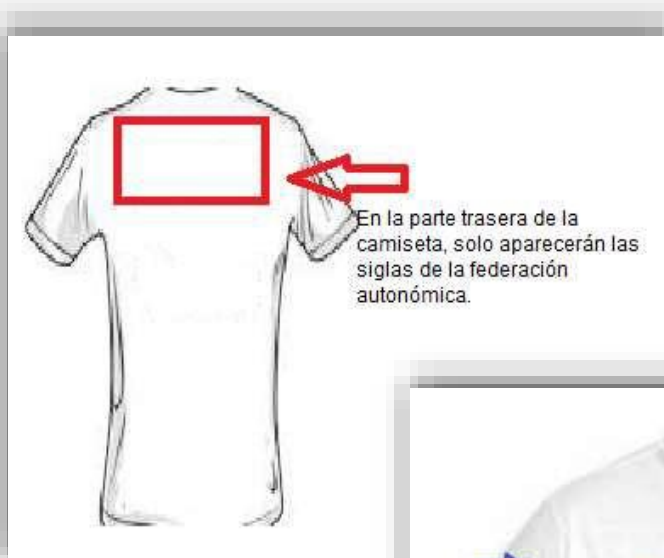 En la parte trasera de la
camiseta, solo aparecerán las
siglas de la federación
autonómica.